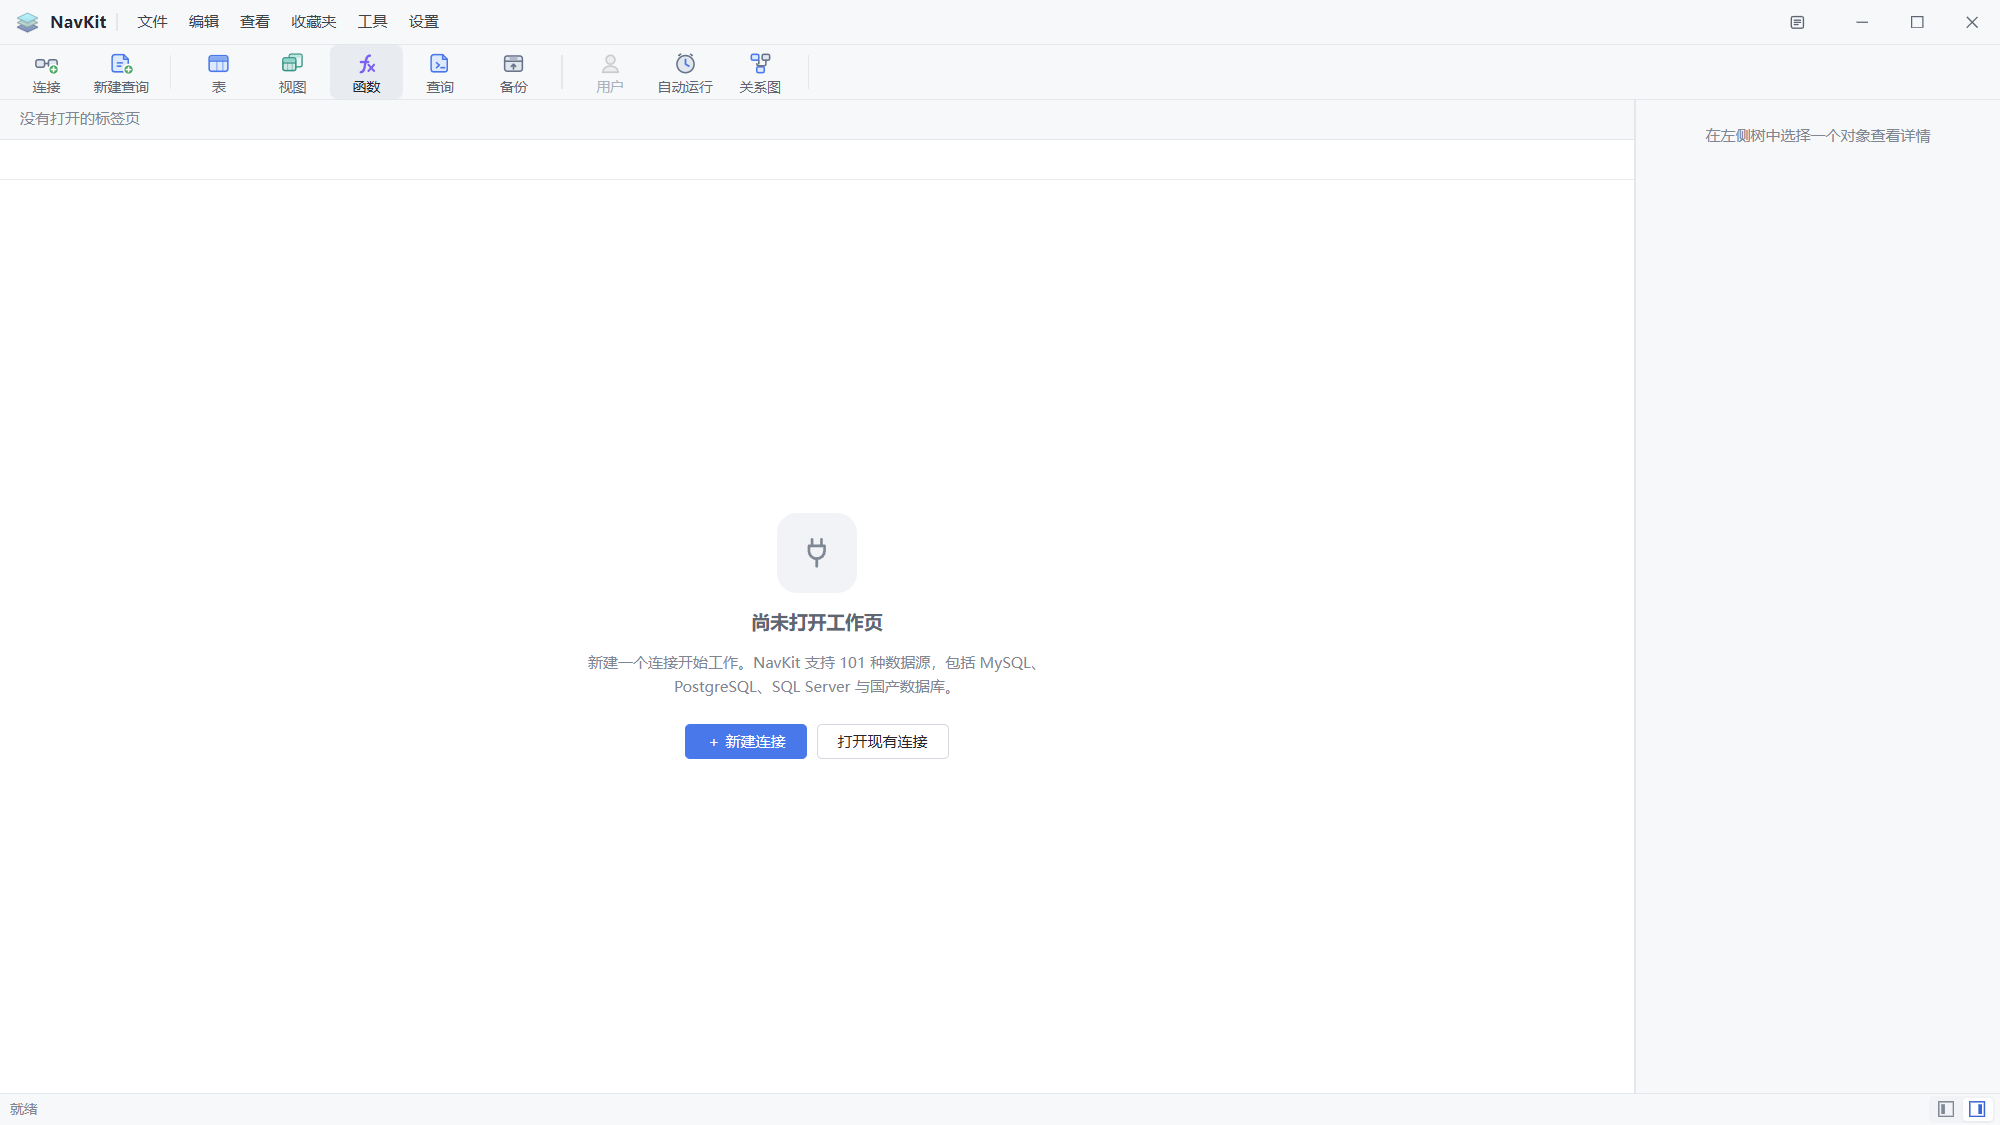 NavKit 文件 编辑 查看 收藏夹 工具 设置
连接 新建查询 表 视图 函数 查询 备份 用户 自动运行 关系图
没有打开的标签页
在左侧树中选择一个对象查看详情
尚未打开工作页
新建一个连接开始工作。NavKit 支持 101 种数据源，包括 MySQL、
PostgreSQL、SQL Server 与国产数据库。
+ 新建连接 打开现有连接
就绪